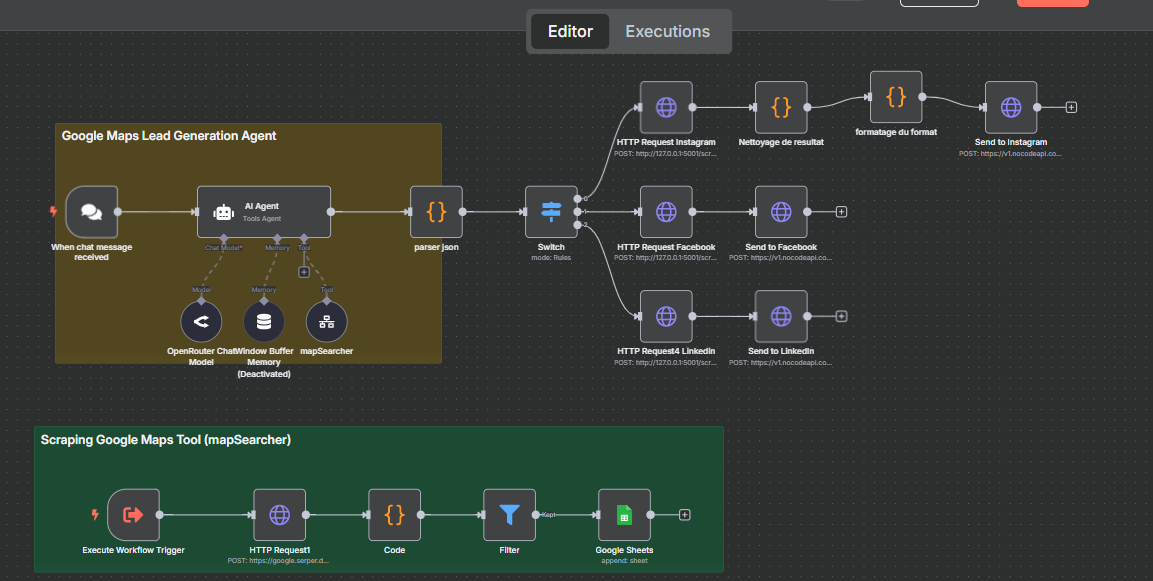 Editor
Executions
Google Maps Lead Generation Agent
When chat message
received
AI Agent
Tools Agent
Chat Model*
Memory
Tool
Model
Memory
Tool
OpenRouter Chat
Model
Window Buffer
Memory
(Deactivated)
mapSearcher
parser json
Switch
mode: Rules
0
1
2
HTTP Request Instagram
POST: http://127.0.0.1:5001/scr...
Nettoyage de resultat
formatage du format
Send to Instagram
POST: https://v1.nocodeapi.co...
HTTP Request Facebook
POST: http://127.0.0.1:5001/scr...
Send to Facebook
POST: https://v1.nocodeapi.co...
HTTP Request4 Linkedin
POST: http://127.0.0.1:5001/scr...
Send to LinkedIn
POST: https://v1.nocodeapi.co...
Scraping Google Maps Tool (mapSearcher)
Execute Workflow Trigger
HTTP Request1
POST: https://google.serper.d...
Code
Filter
Kept
Google Sheets
append: sheet